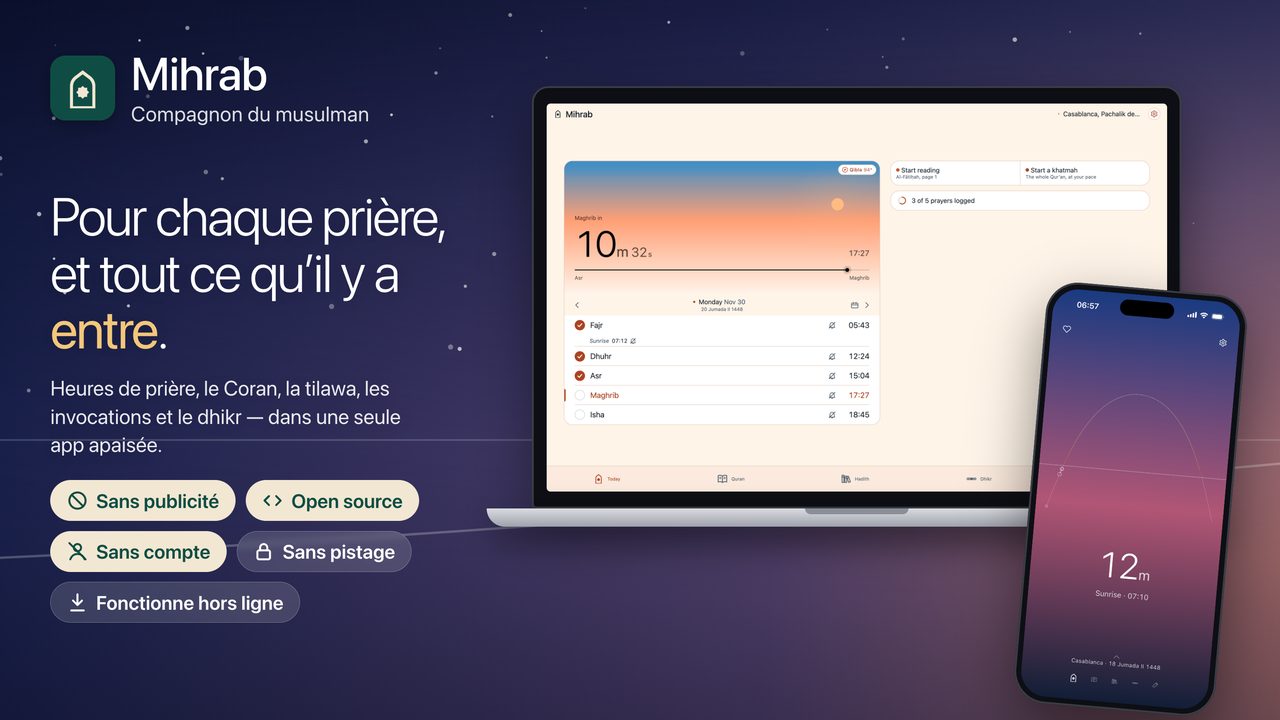 Mihrab
Compagnon du musulman
Pour chaque prière,
et tout ce qu’il y a
entre.
Heures de prière, le Coran, la tilawa, les
invocations et le dhikr — dans une seule
app apaisée.
Sans publicité
Open source
Sans compte
Sans pistage
Fonctionne hors ligne
Mihrab
Casablanca, Pachalik de...
Qibla 94°
Maghrib in
10m 32s
17:27
Asr
Maghrib
Monday Nov 30
20 Jumada II 1448
Fajr 05:43
Sunrise 07:12
Dhuhr 12:24
Asr 15:04
Maghrib 17:27
Isha 18:45
Start reading
Al-Fātihah, page 1
Start a khatmah
The whole Qur'an, at your pace
3 of 5 prayers logged
Today
Quran
Hadith
Dhikr
06:57
12m
Sunrise · 07:10
Casablanca · 18 Jumada II 1448